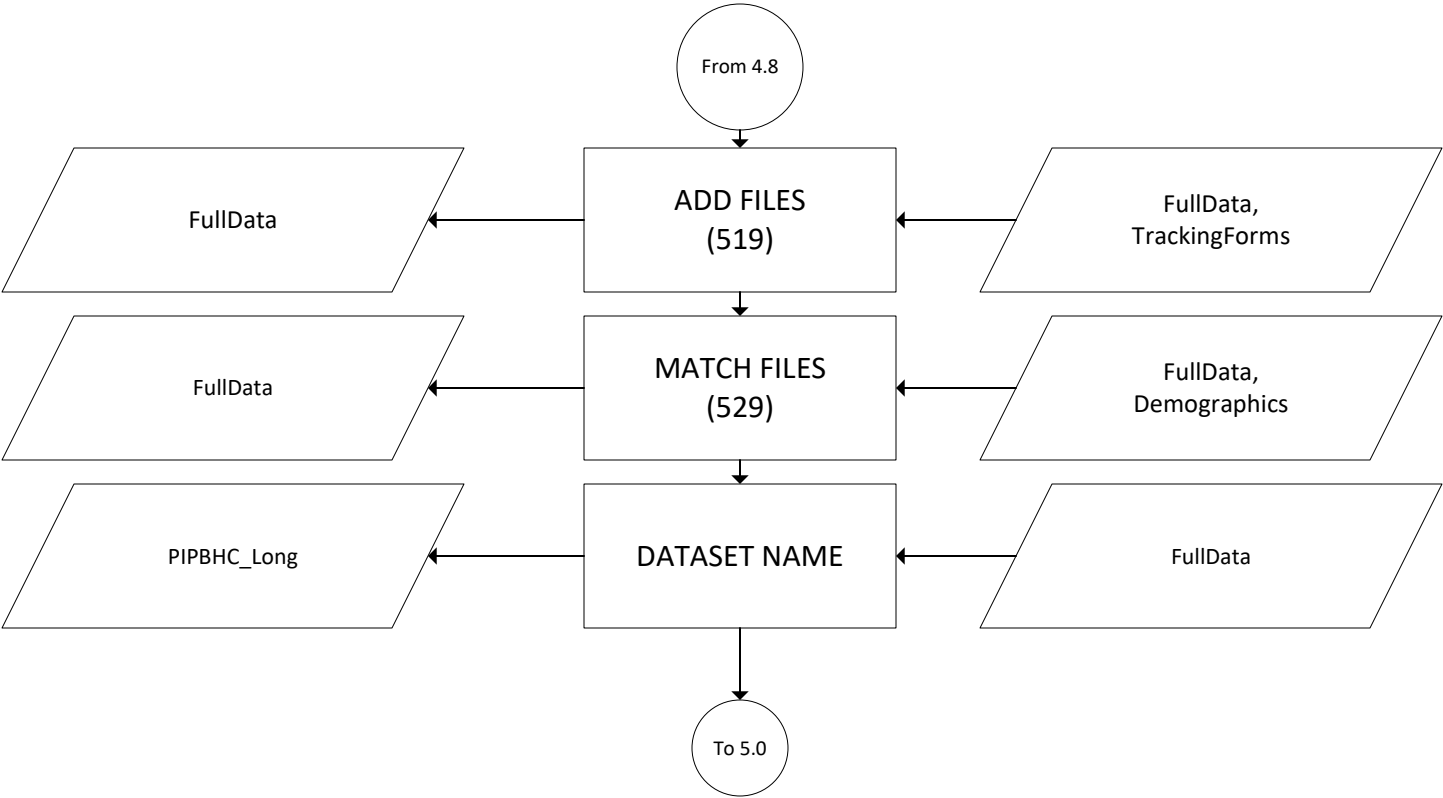 From 4.8
FullData
ADD FILES
(519)
FullData,
TrackingForms
FullData
MATCH FILES
(529)
FullData,
Demographics
PIPBHC_Long
DATASET NAME
FullData
To 5.0